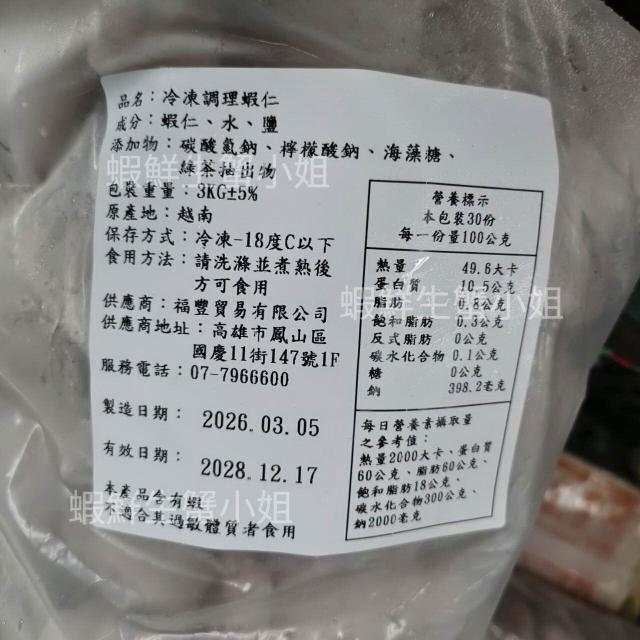 品名：冷凍調理蝦仁
成分：蝦仁、水、鹽
添加物：碳酸氫鈉、檸檬酸鈉、海藻糖、
綠茶抽出物
蝦鮮生蟹小姐
包裝重量：3KG±5%
原產地：越南
保存方式：冷凍-18度C以下
食用方法：請洗滌並煮熟後
方可食用
供應商：福豐貿易有限公司
供應商地址：高雄市鳳山區
國慶11街147號1F
服務電話：07-7966600
製造日期：2026.03.05
有效日期：2028.12.17
本產品含有蝦
不適合其過敏體質者食用
蝦鮮生蟹小姐
營養標示
本包裝30份
每一份量100公克
熱量 49.6大卡
蛋白質 10.5公克
脂肪 0.8公克
蝦鮮生蟹小姐
飽和脂肪 0.3公克
反式脂肪 0公克
碳水化合物 0.1公克
糖 0公克
鈉 398.2毫克
每日營養素攝取量
之參考值：
熱量2000大卡、蛋白質
60公克、脂肪60公克、
飽和脂肪18公克、
碳水化合物300公克、
鈉2000毫克